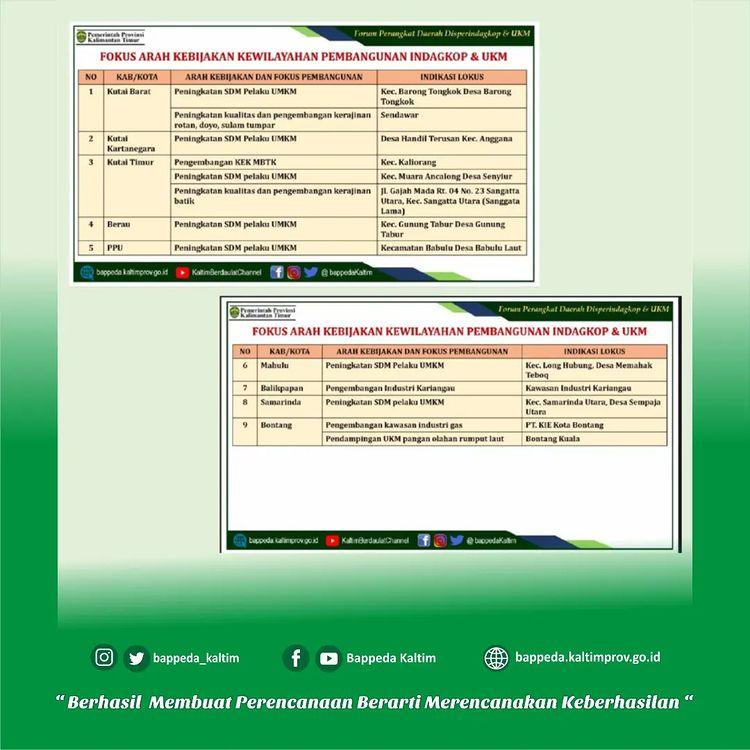 Pemerintah Provinsi
Kalimantan Timur
Forum Perangkat Daerah Disperindagkop & UKM
FOKUS ARAH KEBIJAKAN KEWILAYAHAN PEMBANGUNAN INDAGKOP & UKM
NO KAB/KOTA ARAH KEBIJAKAN DAN FOKUS PEMBANGUNAN INDIKASI LOKUS
1 Kutai Barat Peningkatan SDM Pelaku UMKM Kec. Barong Tongkok Desa Barong
Tongkok
Peningkatan kualitas dan pengembangan kerajinan Sendawar
rotan, doyo, sulam tumpar
2 Kutai Peningkatan SDM Pelaku UMKM Desa Handil Terusan Kec. Anggana
Kartanegara
3 Kutai Timur Pengembangan KEK MBTK Kec. Kaliorang
Peningkatan SDM pelaku UMKM Kec. Muara Ancalong Desa Senyiur
Peningkatan kualitas dan pengembangan kerajinan Jl. Gajah Mada Rt. 04 No. 23 Sangatta
batik Utara, Kec. Sangatta Utara (Sanggata
Lama)
4 Berau Peningkatan SDM pelaku UMKM Kec. Gunung Tabur Desa Gunung
Tabur
5 PPU Peningkatan SDM pelaku UMKM Kecamatan Babulu Desa Babulu Laut
bappeda.kaltimprov.go.id KaltimBerdaulatChannel @bappedaKaltim
Pemerintah Provinsi
Kalimantan Timur
Forum Perangkat Daerah Disperindagkop & UKM
FOKUS ARAH KEBIJAKAN KEWILAYAHAN PEMBANGUNAN INDAGKOP & UKM
NO KAB/KOTA ARAH KEBIJAKAN DAN FOKUS PEMBANGUNAN INDIKASI LOKUS
6 Mahulu Peningkatan SDM Pelaku UMKM Kec. Long Hubung, Desa Memahak
Teboq
7 Balikpapan Pengembangan Industri Kariangau Kawasan Industri Kariangau
8 Samarinda Peningkatan SDM pelaku UMKM Kec. Samarinda Utara, Desa Sempaja
Utara
9 Bontang Pengembangan kawasan industri gas PT. KIE Kota Bontang
Pendampingan UKM pangan olahan rumput laut Bontang Kuala
bappeda.kaltimprov.go.id KaltimBerdaulatChannel @bappedaKaltim
bappeda_kaltim Bappeda Kaltim bappeda.kaltimprov.go.id
“ Berhasil Membuat Perencanaan Berarti Merencanakan Keberhasilan “